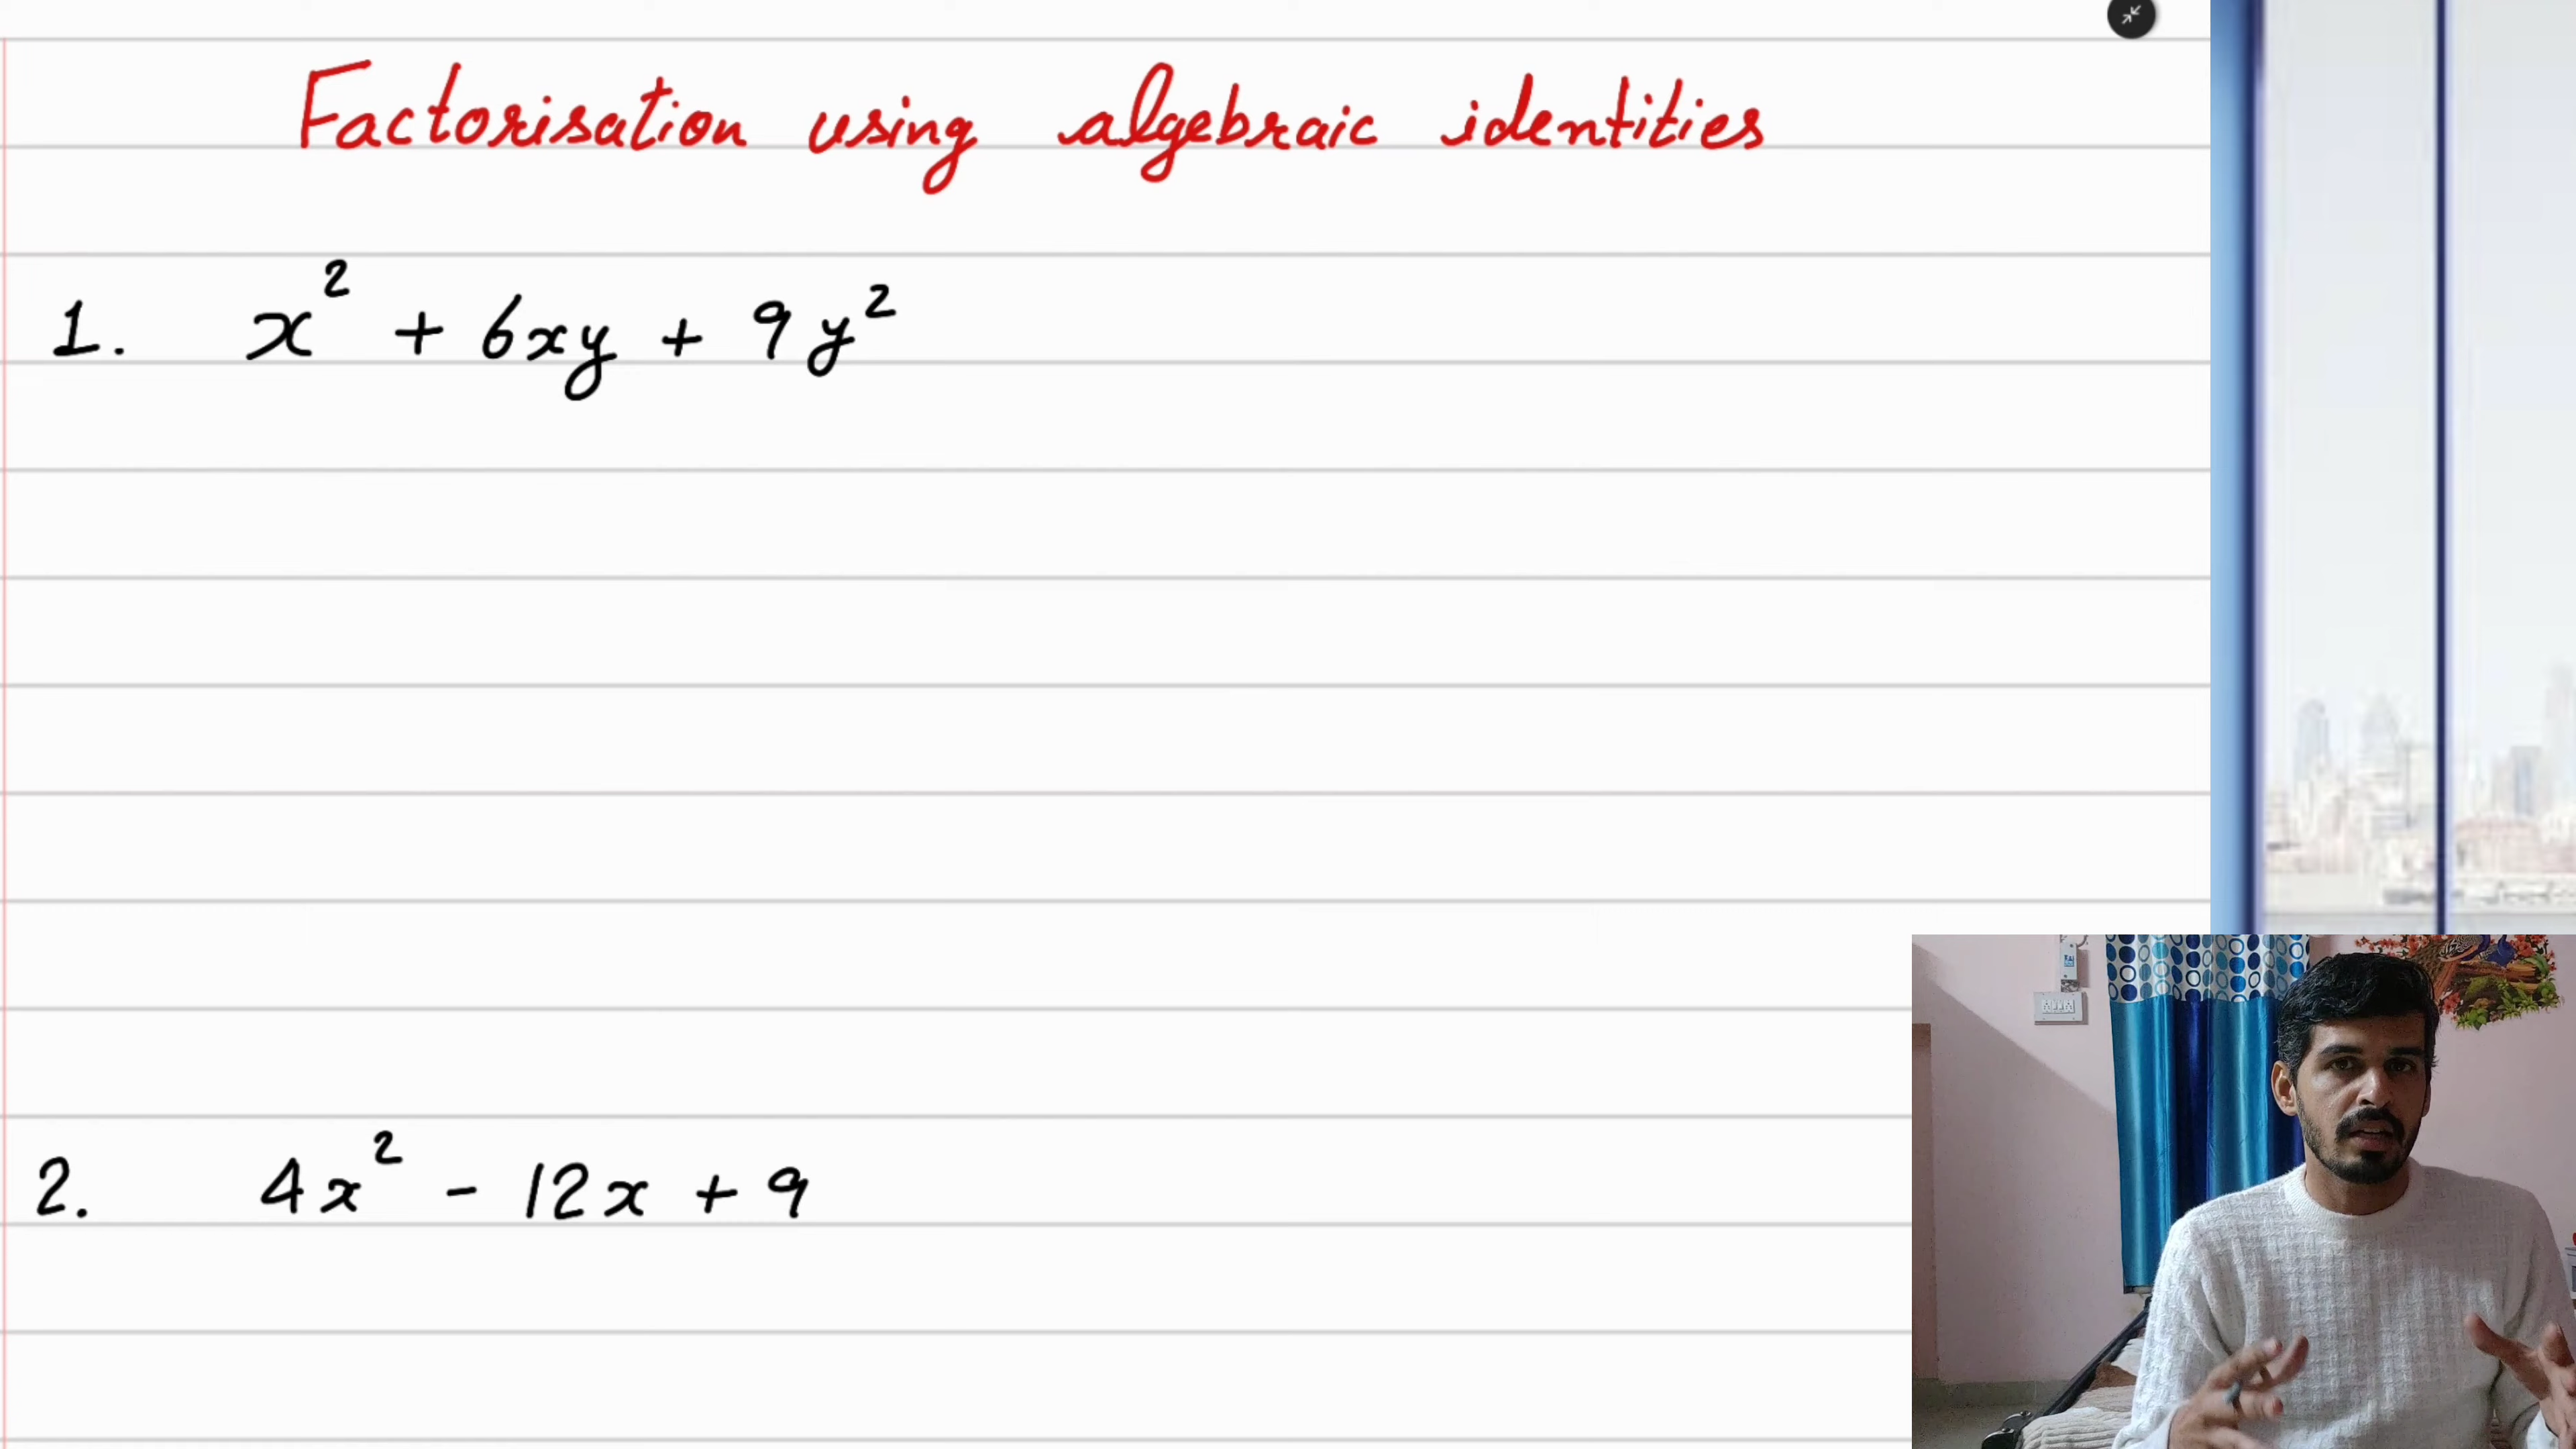 Factorisation using algebraic identities
1. x² + 6xy + 9y²
2. 4x² - 12x + 9